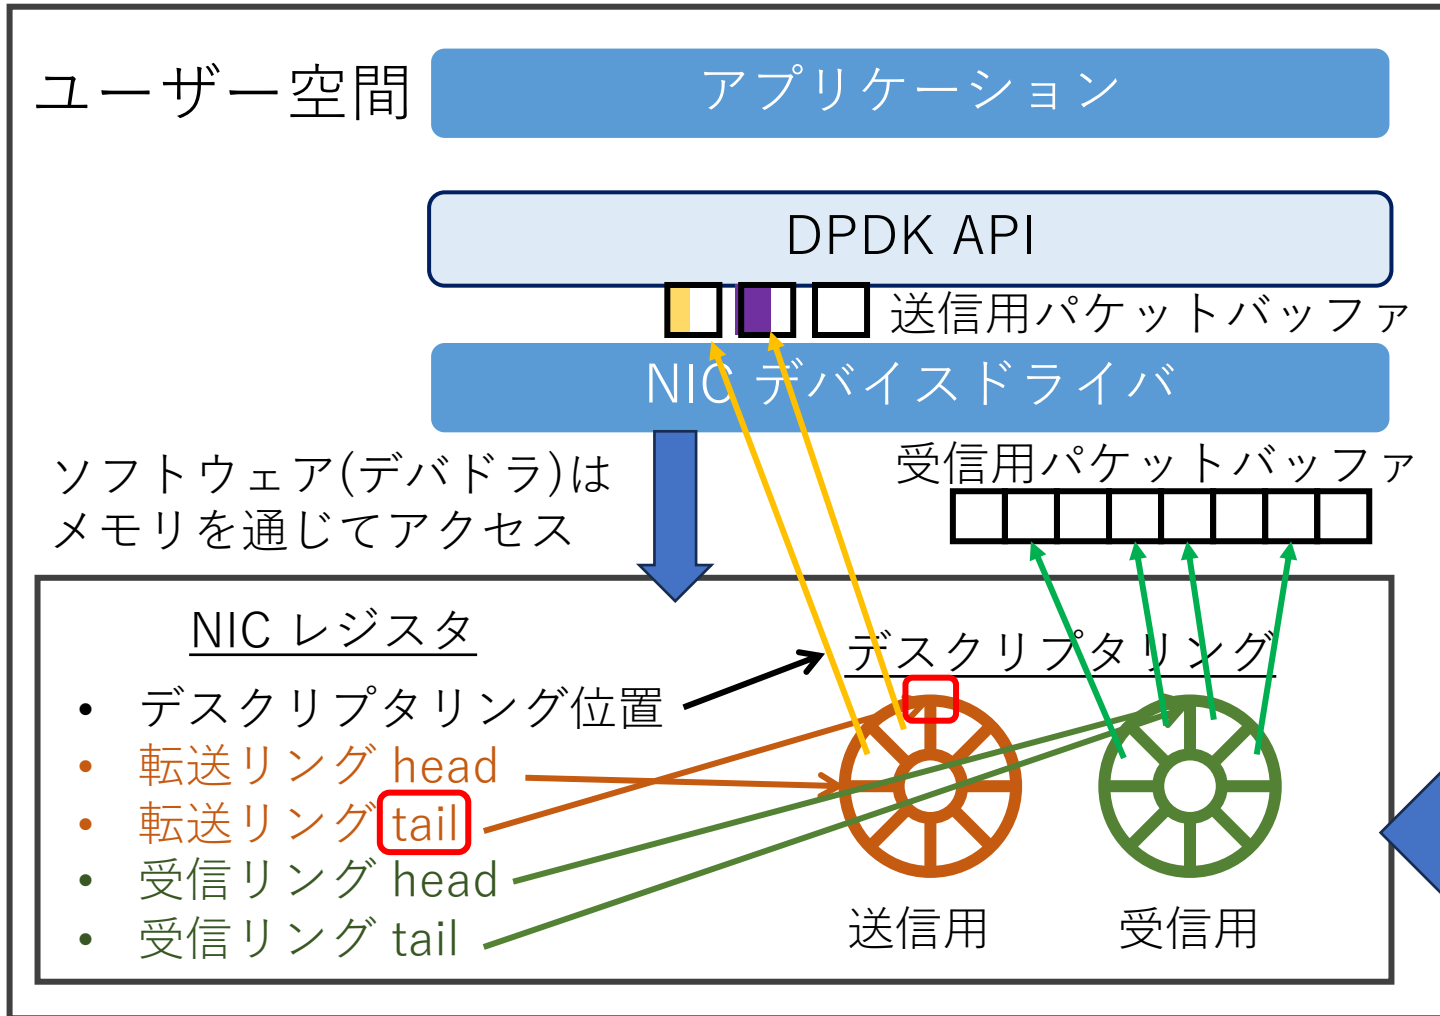 ユーザー空間
アプリケーション
DPDK API
送信用パケットバッファ
NIC デバイスドライバ
ソフトウェア(デバドラ)は
メモリを通じてアクセス
受信用パケットバッファ
NIC レジスタ
デスクリプタリング
• デスクリプタリング位置
• 転送リング head
• 転送リング tail
• 受信リング head
• 受信リング tail
送信用
受信用